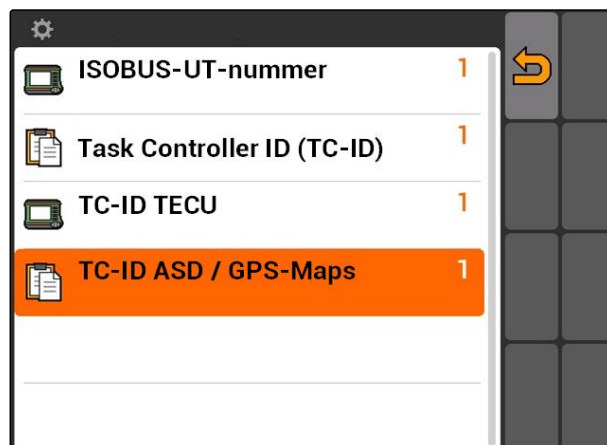 ISOBUS-UT-nummer 1
Task Controller ID (TC-ID) 1
TC-ID TECU 1
TC-ID ASD / GPS-Maps 1